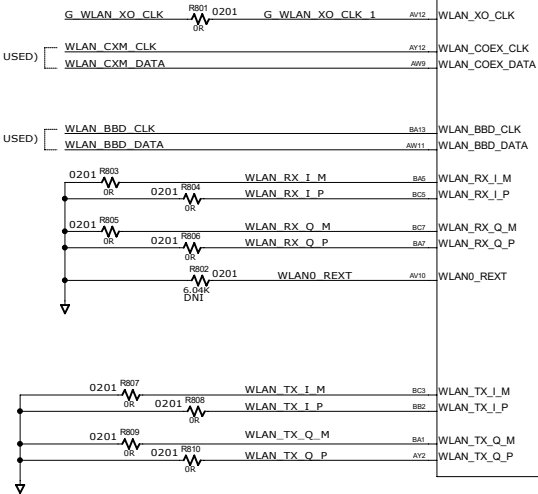 G_WLAN_XO_CLK R801 0201 0R G_WLAN_XO_CLK_1 AV12 WLAN_XO_CLK
WLAN_CXM_CLK AY12 WLAN_COEX_CLK
USED)
WLAN_CXM_DATA AW9 WLAN_COEX_DATA
WLAN_BBD_CLK BA13 WLAN_BBD_CLK
USED)
WLAN_BBD_DATA AW11 WLAN_BBD_DATA
0201 R803 0R WLAN_RX_I_M BA5 WLAN_RX_I_M
0201 R804 0R WLAN_RX_I_P BC5 WLAN_RX_I_P
0201 R805 0R WLAN_RX_Q_M BC7 WLAN_RX_Q_M
0201 R806 0R WLAN_RX_Q_P BA7 WLAN_RX_Q_P
R802 0201 6.04K DNI WLAN0_REXT AV10 WLAN0_REXT
0201 R807 0R WLAN_TX_I_M BC3 WLAN_TX_I_M
0201 R808 0R WLAN_TX_I_P BB2 WLAN_TX_I_P
0201 R809 0R WLAN_TX_Q_M BA1 WLAN_TX_Q_M
0201 R810 0R WLAN_TX_Q_P AY2 WLAN_TX_Q_P